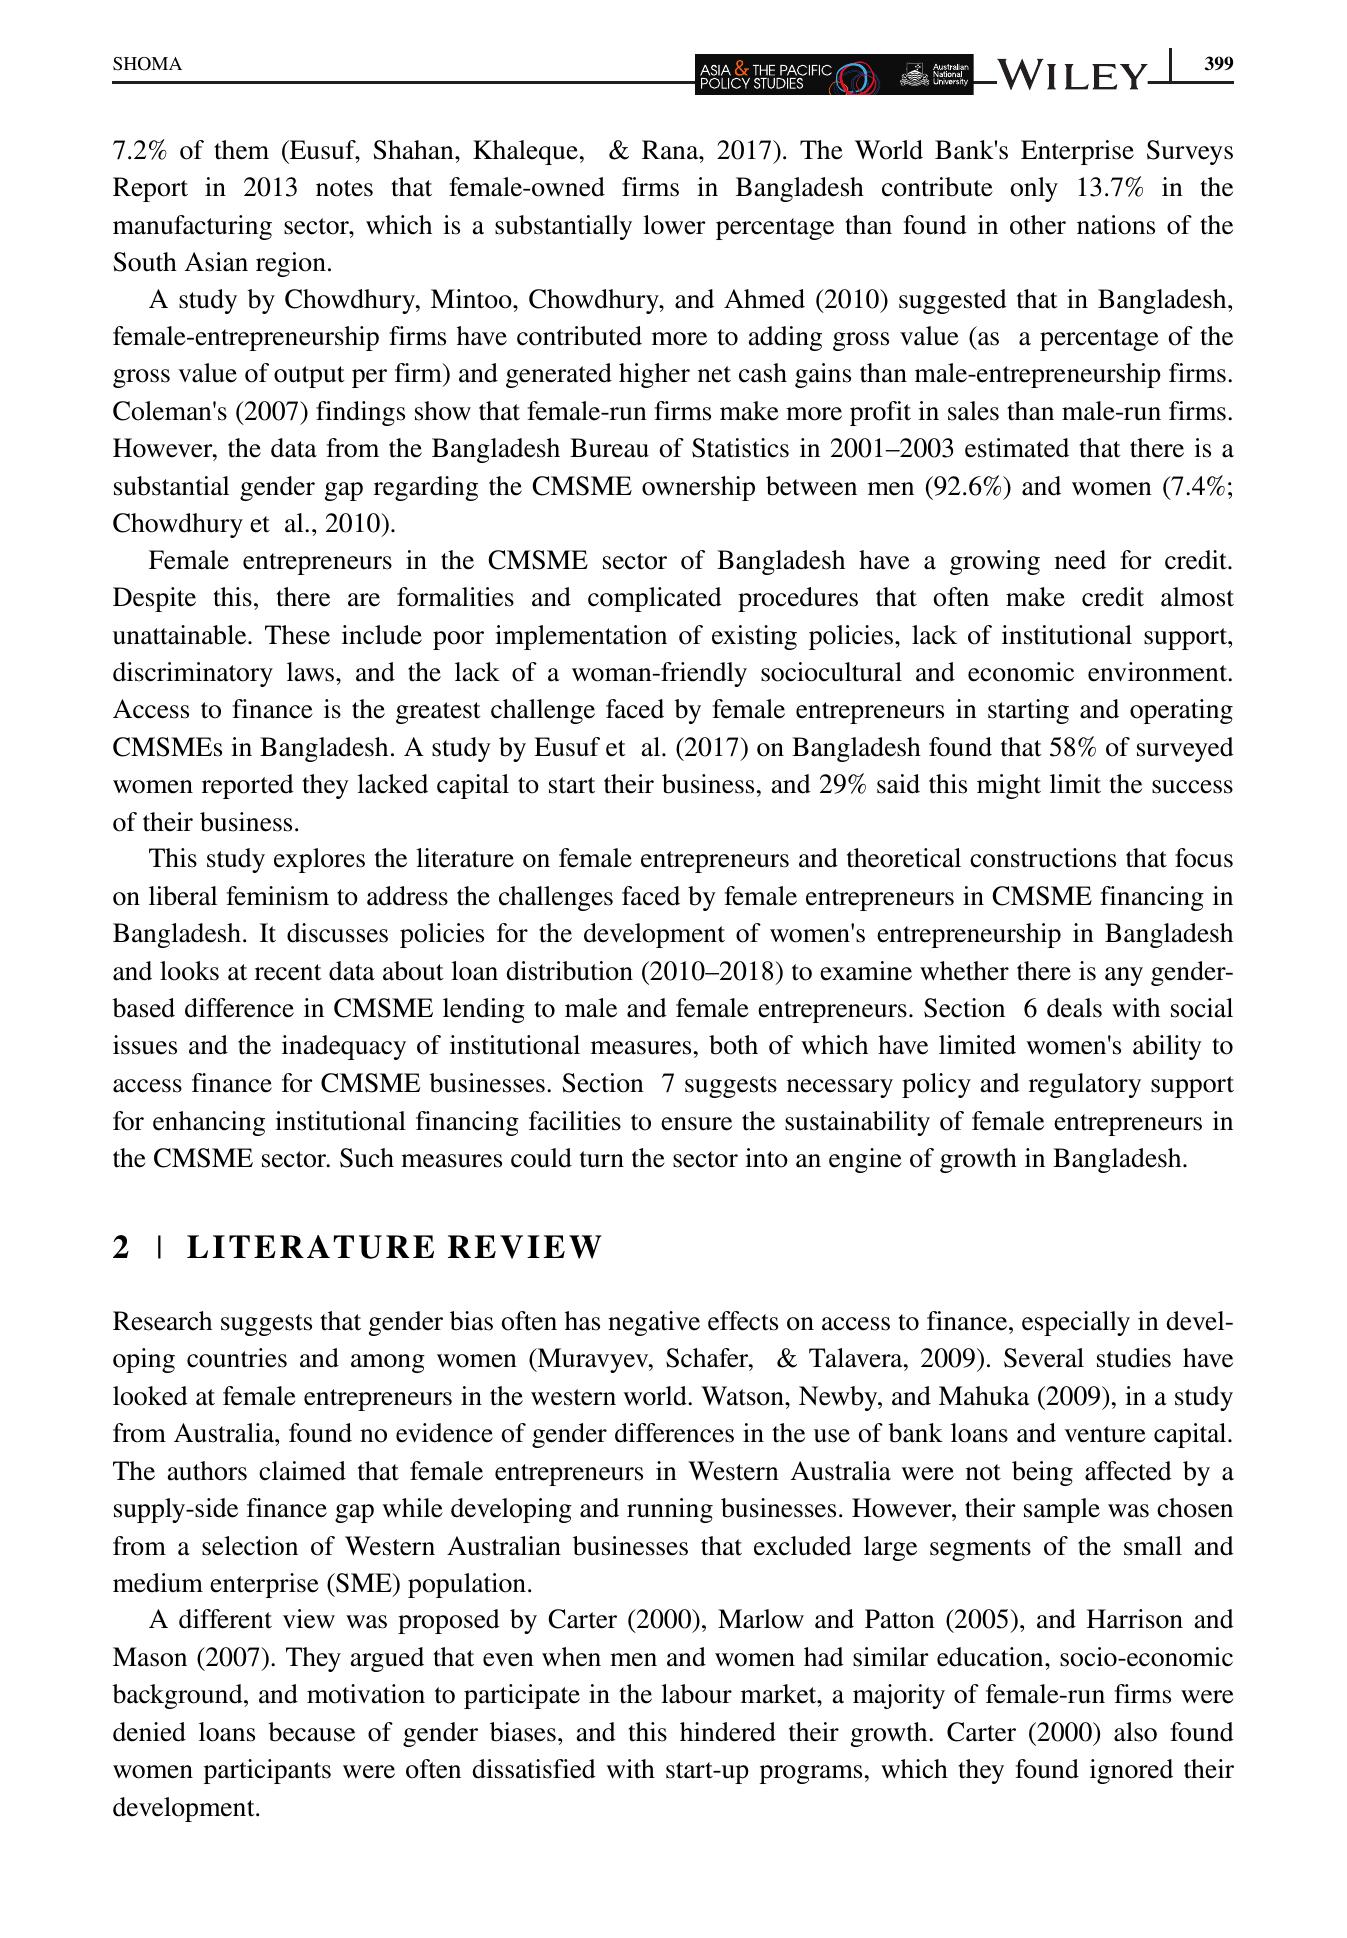 SHOMA
ASIA & THE PACIFIC
POLICY STUDIES
Australian
National
University
WILEY
399
7.2% of them (Eusuf, Shahan, Khaleque, & Rana, 2017). The World Bank's Enterprise Surveys
Report in 2013 notes that female-owned firms in Bangladesh contribute only 13.7% in the
manufacturing sector, which is a substantially lower percentage than found in other nations of the
South Asian region.
A study by Chowdhury, Mintoo, Chowdhury, and Ahmed (2010) suggested that in Bangladesh,
female-entrepreneurship firms have contributed more to adding gross value (as a percentage of the
gross value of output per firm) and generated higher net cash gains than male-entrepreneurship firms.
Coleman's (2007) findings show that female-run firms make more profit in sales than male-run firms.
However, the data from the Bangladesh Bureau of Statistics in 2001–2003 estimated that there is a
substantial gender gap regarding the CMSME ownership between men (92.6%) and women (7.4%;
Chowdhury et al., 2010).
Female entrepreneurs in the CMSME sector of Bangladesh have a growing need for credit.
Despite this, there are formalities and complicated procedures that often make credit almost
unattainable. These include poor implementation of existing policies, lack of institutional support,
discriminatory laws, and the lack of a woman-friendly sociocultural and economic environment.
Access to finance is the greatest challenge faced by female entrepreneurs in starting and operating
CMSMEs in Bangladesh. A study by Eusuf et al. (2017) on Bangladesh found that 58% of surveyed
women reported they lacked capital to start their business, and 29% said this might limit the success
of their business.
This study explores the literature on female entrepreneurs and theoretical constructions that focus
on liberal feminism to address the challenges faced by female entrepreneurs in CMSME financing in
Bangladesh. It discusses policies for the development of women's entrepreneurship in Bangladesh
and looks at recent data about loan distribution (2010–2018) to examine whether there is any gender-
based difference in CMSME lending to male and female entrepreneurs. Section 6 deals with social
issues and the inadequacy of institutional measures, both of which have limited women's ability to
access finance for CMSME businesses. Section 7 suggests necessary policy and regulatory support
for enhancing institutional financing facilities to ensure the sustainability of female entrepreneurs in
the CMSME sector. Such measures could turn the sector into an engine of growth in Bangladesh.
2 | LITERATURE REVIEW
Research suggests that gender bias often has negative effects on access to finance, especially in devel-
oping countries and among women (Muravyev, Schafer, & Talavera, 2009). Several studies have
looked at female entrepreneurs in the western world. Watson, Newby, and Mahuka (2009), in a study
from Australia, found no evidence of gender differences in the use of bank loans and venture capital.
The authors claimed that female entrepreneurs in Western Australia were not being affected by a
supply-side finance gap while developing and running businesses. However, their sample was chosen
from a selection of Western Australian businesses that excluded large segments of the small and
medium enterprise (SME) population.
A different view was proposed by Carter (2000), Marlow and Patton (2005), and Harrison and
Mason (2007). They argued that even when men and women had similar education, socio-economic
background, and motivation to participate in the labour market, a majority of female-run firms were
denied loans because of gender biases, and this hindered their growth. Carter (2000) also found
women participants were often dissatisfied with start-up programs, which they found ignored their
development.